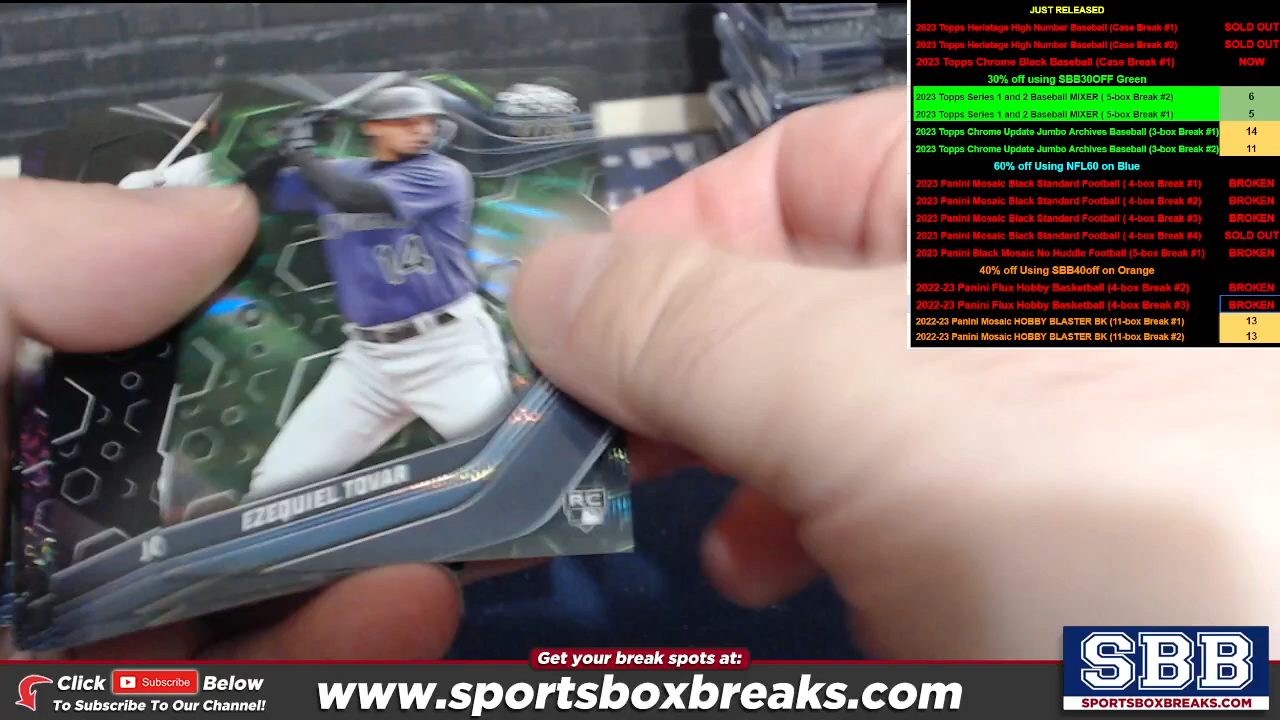 JUST RELEASED
2023 Topps Heriatage High Number Baseball (Case Break #1) SOLD OUT
2023 Topps Heriatage High Number Baseball (Case Break #2) SOLD OUT
2023 Topps Chrome Black Baseball (Case Break #1) NOW
30% off using SBB30OFF Green
2023 Topps Series 1 and 2 Baseball MIXER ( 5-box Break #2) 6
2023 Topps Series 1 and 2 Baseball MIXER ( 5-box Break #1) 5
2023 Topps Chrome Update Jumbo Archives Baseball (3-box Break #1) 14
2023 Topps Chrome Update Jumbo Archives Baseball (3-box Break #2) 11
60% off Using NFL60 on Blue
2023 Panini Mosaic Black Standard Football ( 4-box Break #1) BROKEN
2023 Panini Mosaic Black Standard Football ( 4-box Break #2) BROKEN
2023 Panini Mosaic Black Standard Football ( 4-box Break #3) BROKEN
2023 Panini Mosaic Black Standard Football ( 4-box Break #4) SOLD OUT
2023 Panini Black Mosaic No Huddle Football (5-box Break #1) BROKEN
40% off Using SBB40off on Orange
2022-23 Panini Flux Hobby Basketball (4-box Break #2) BROKEN
2022-23 Panini Flux Hobby Basketball (4-box Break #3) BROKEN
2022-23 Panini Mosaic HOBBY BLASTER BK (11-box Break #1) 13
2022-23 Panini Mosaic HOBBY BLASTER BK (11-box Break #2) 13
14
EZEQUIEL TOVAR
RC
Get your break spots at:
Click Subscribe Below
To Subscribe To Our Channel!
www.sportsboxbreaks.com
SBB
SPORTSBOXBREAKS.COM